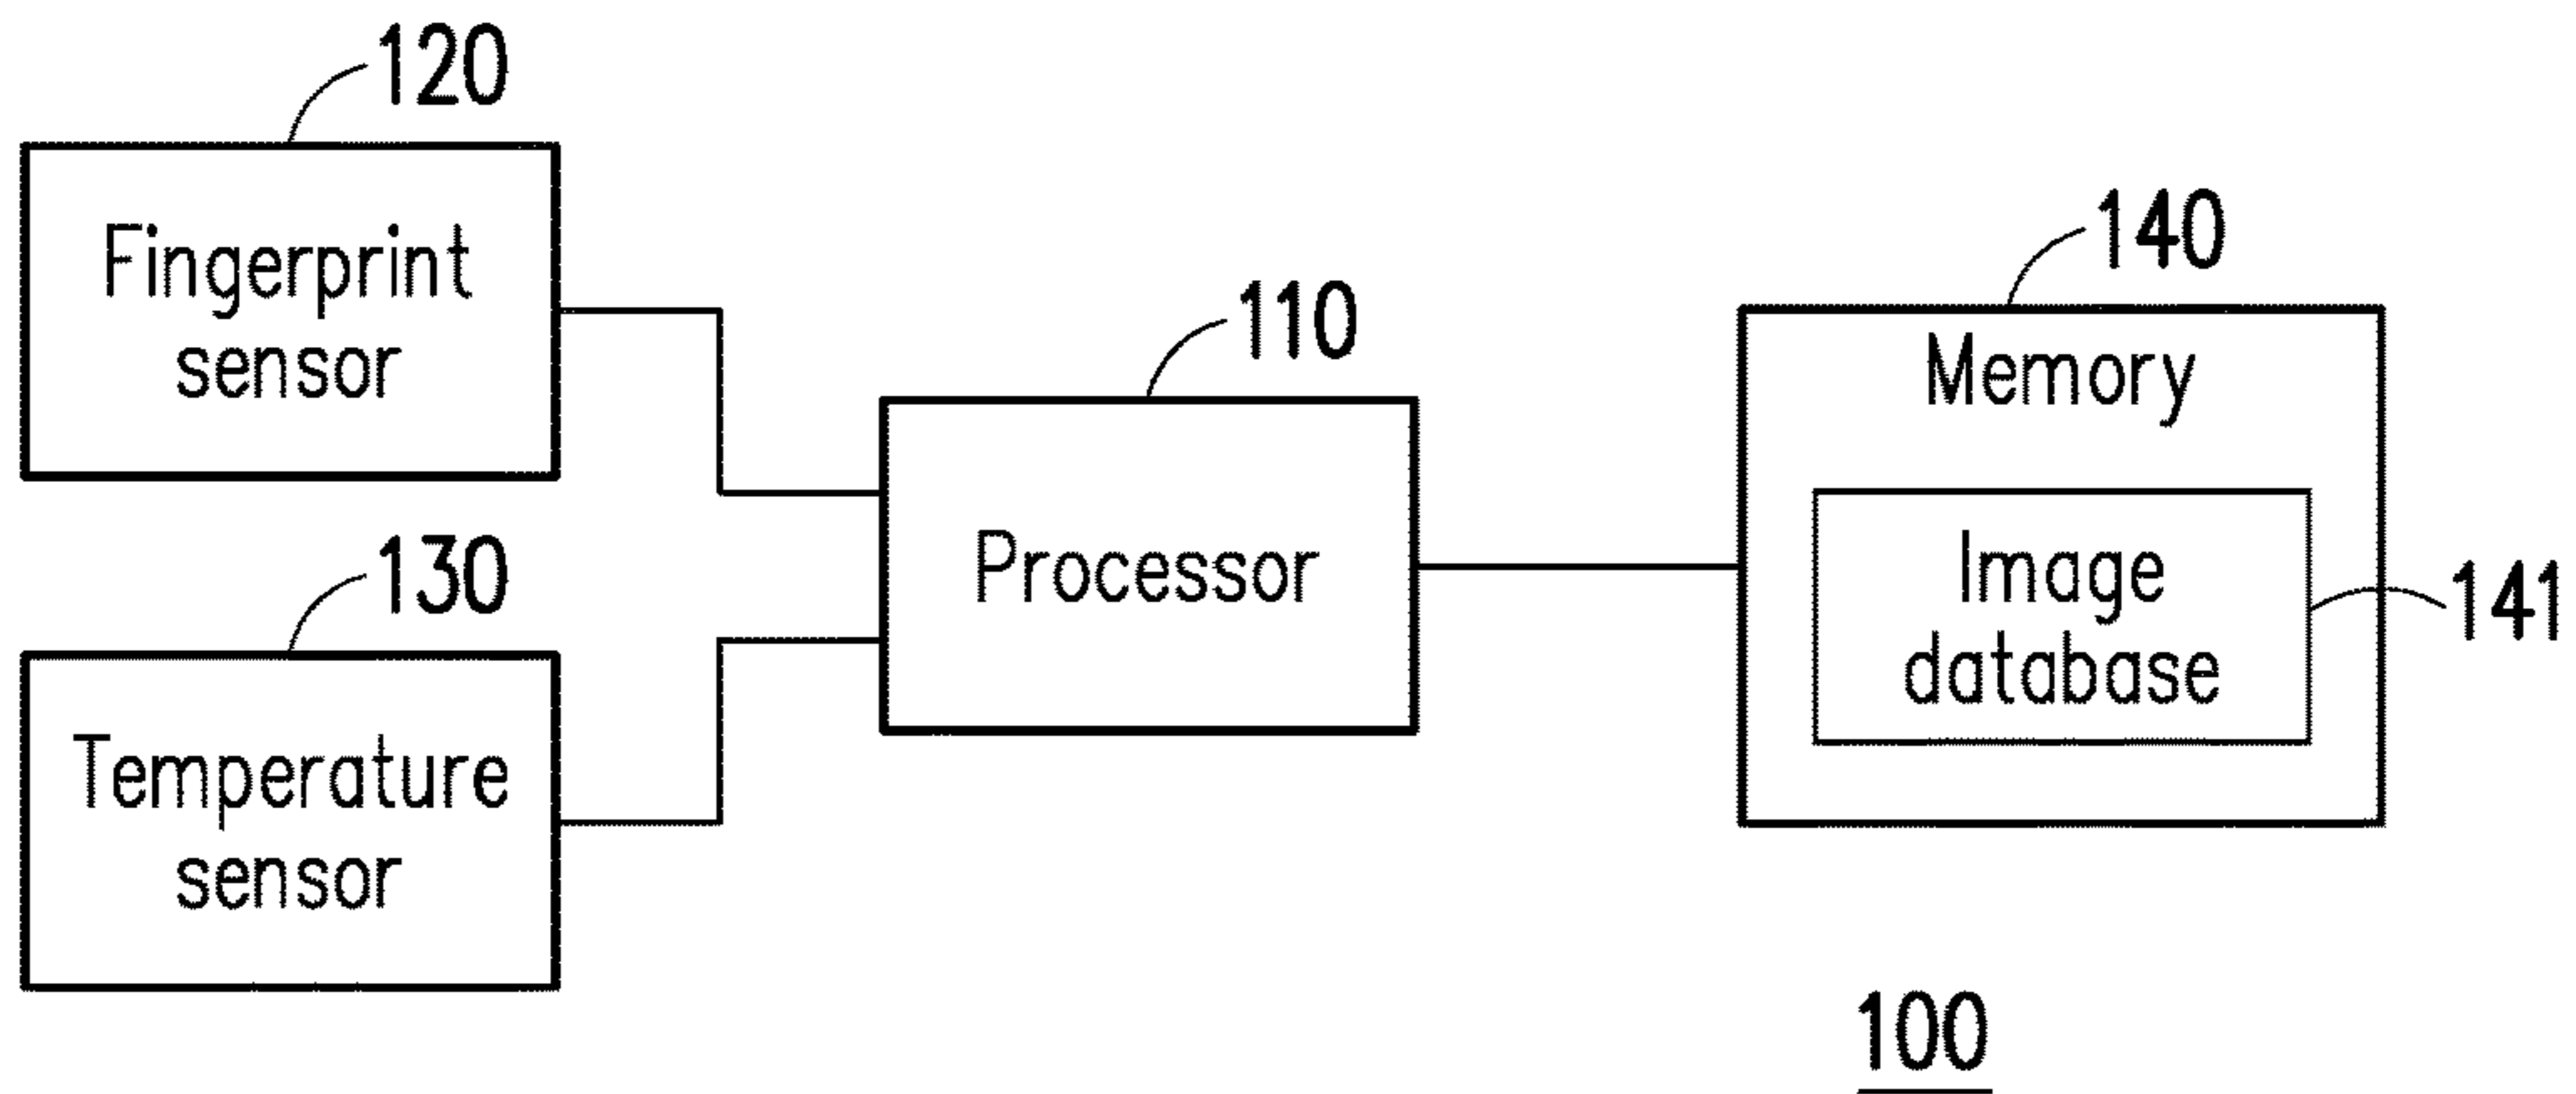 120
Fingerprint
sensor
130
Temperature
sensor
110
Processor
140
Memory
Image
database
141
100